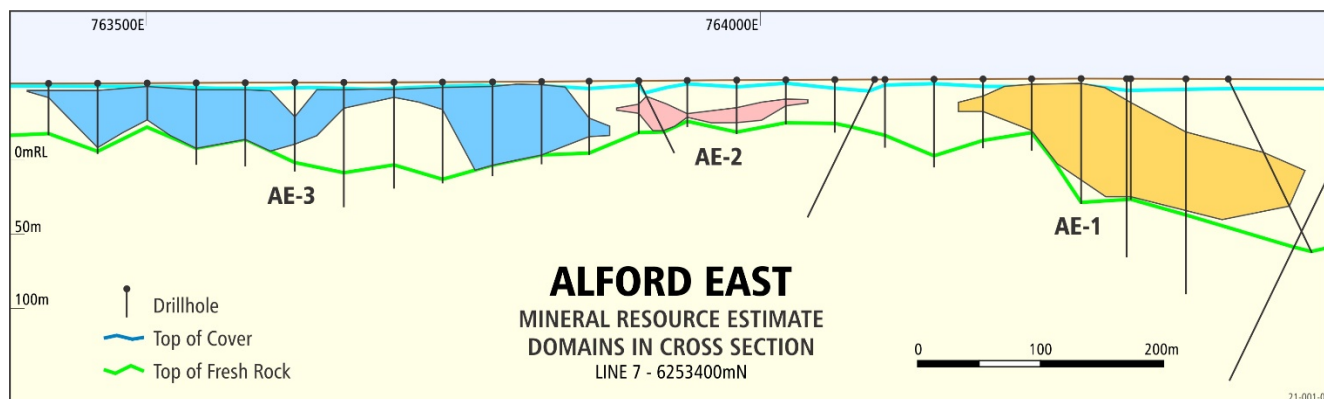 763500E
764000E
0mRL
AE-3
AE-2
AE-1
50m
100m
Drillhole
Top of Cover
Top of Fresh Rock
ALFORD EAST
MINERAL RESOURCE ESTIMATE
DOMAINS IN CROSS SECTION
LINE 7 - 6253400mN
0 100 200m